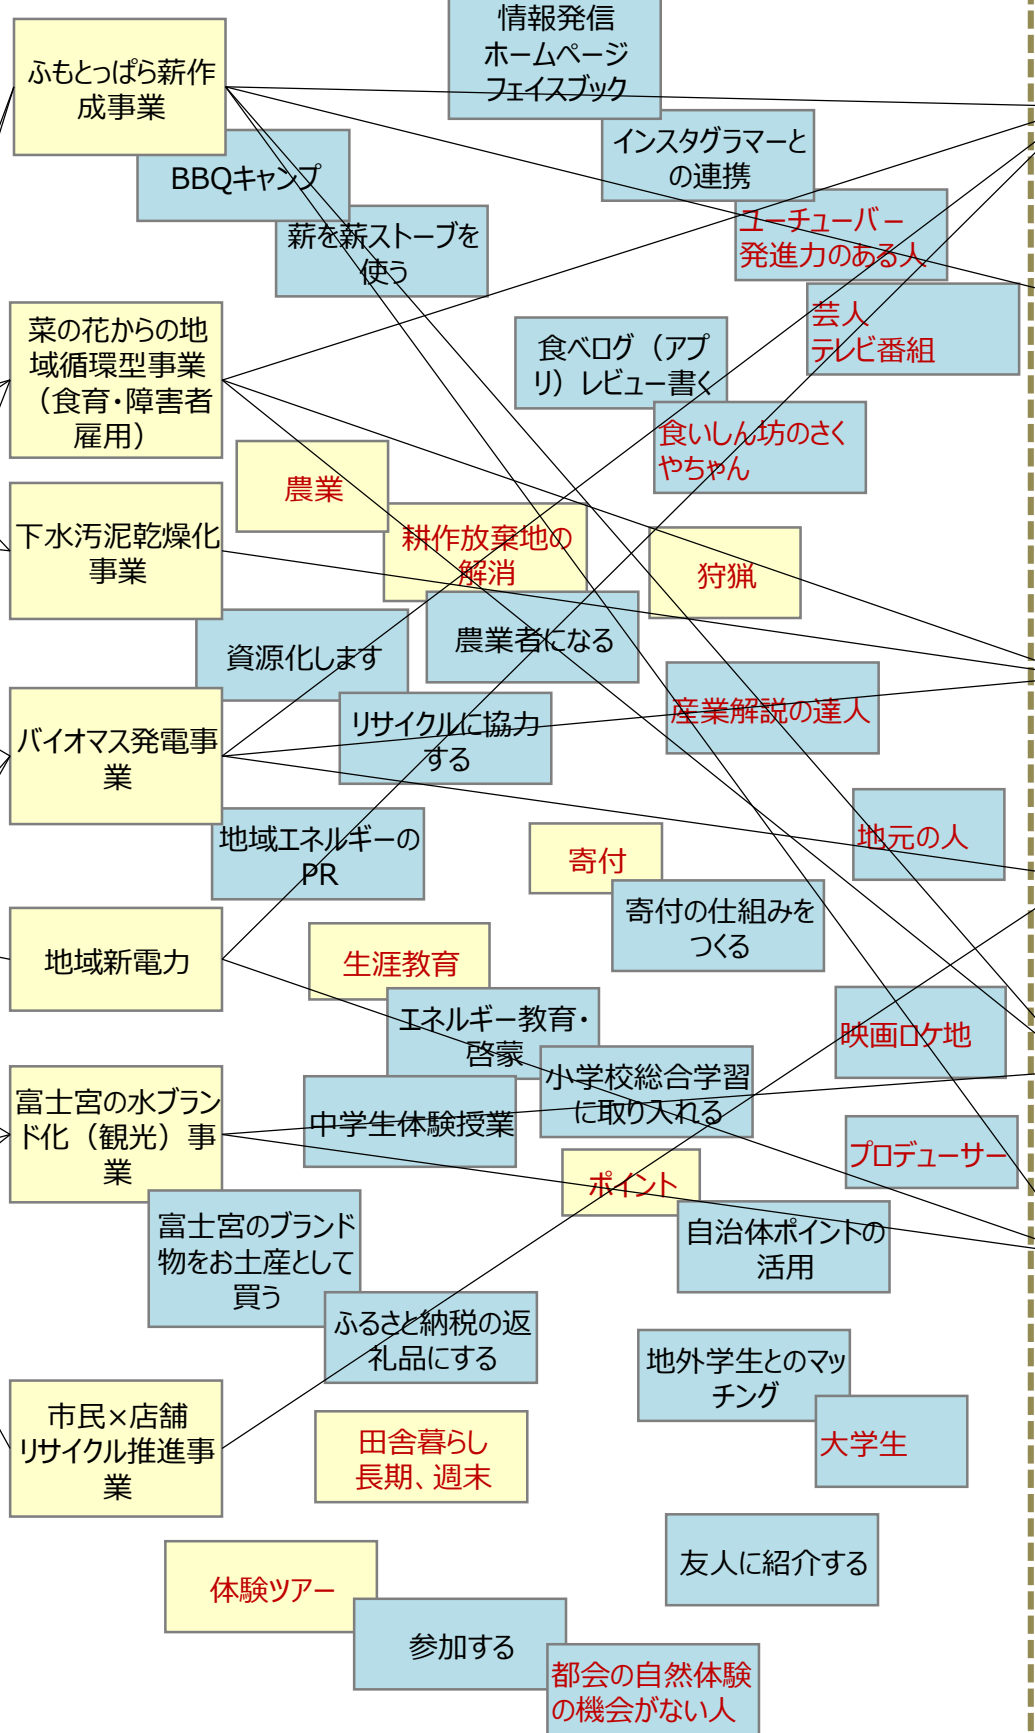 情報発信
ホームページ
フェイスブック
ふもとっぱら薪作
成事業
インスタグラマーと
の連携
BBQキャンプ
ユーチューバー
発進力のある人
薪を薪ストーブを
使う
芸人
テレビ番組
菜の花からの地
域循環型事業
（食育・障害者
雇用）
食べログ（アプ
リ）レビュー書く
食いしん坊のさく
やちゃん
農業
耕作放棄地の
解消
狩猟
下水汚泥乾燥化
事業
農業者になる
資源化します
産業解説の達人
バイオマス発電事
業
リサイクルに協力
する
地域エネルギーの
PR
地元の人
寄付
寄付の仕組みを
つくる
地域新電力
生涯教育
エネルギー教育・
啓蒙
映画ロケ地
小学校総合学習
に取り入れる
富士宮の水ブラン
ド化（観光）事
業
中学生体験授業
プロデューサー
ポイント
自治体ポイントの
活用
富士宮のブランド
物をお土産として
買う
ふるさと納税の返
礼品にする
地外学生とのマッ
チング
市民×店舗
リサイクル推進事
業
大学生
田舎暮らし
長期、週末
友人に紹介する
体験ツアー
参加する
都会の自然体験
の機会がない人